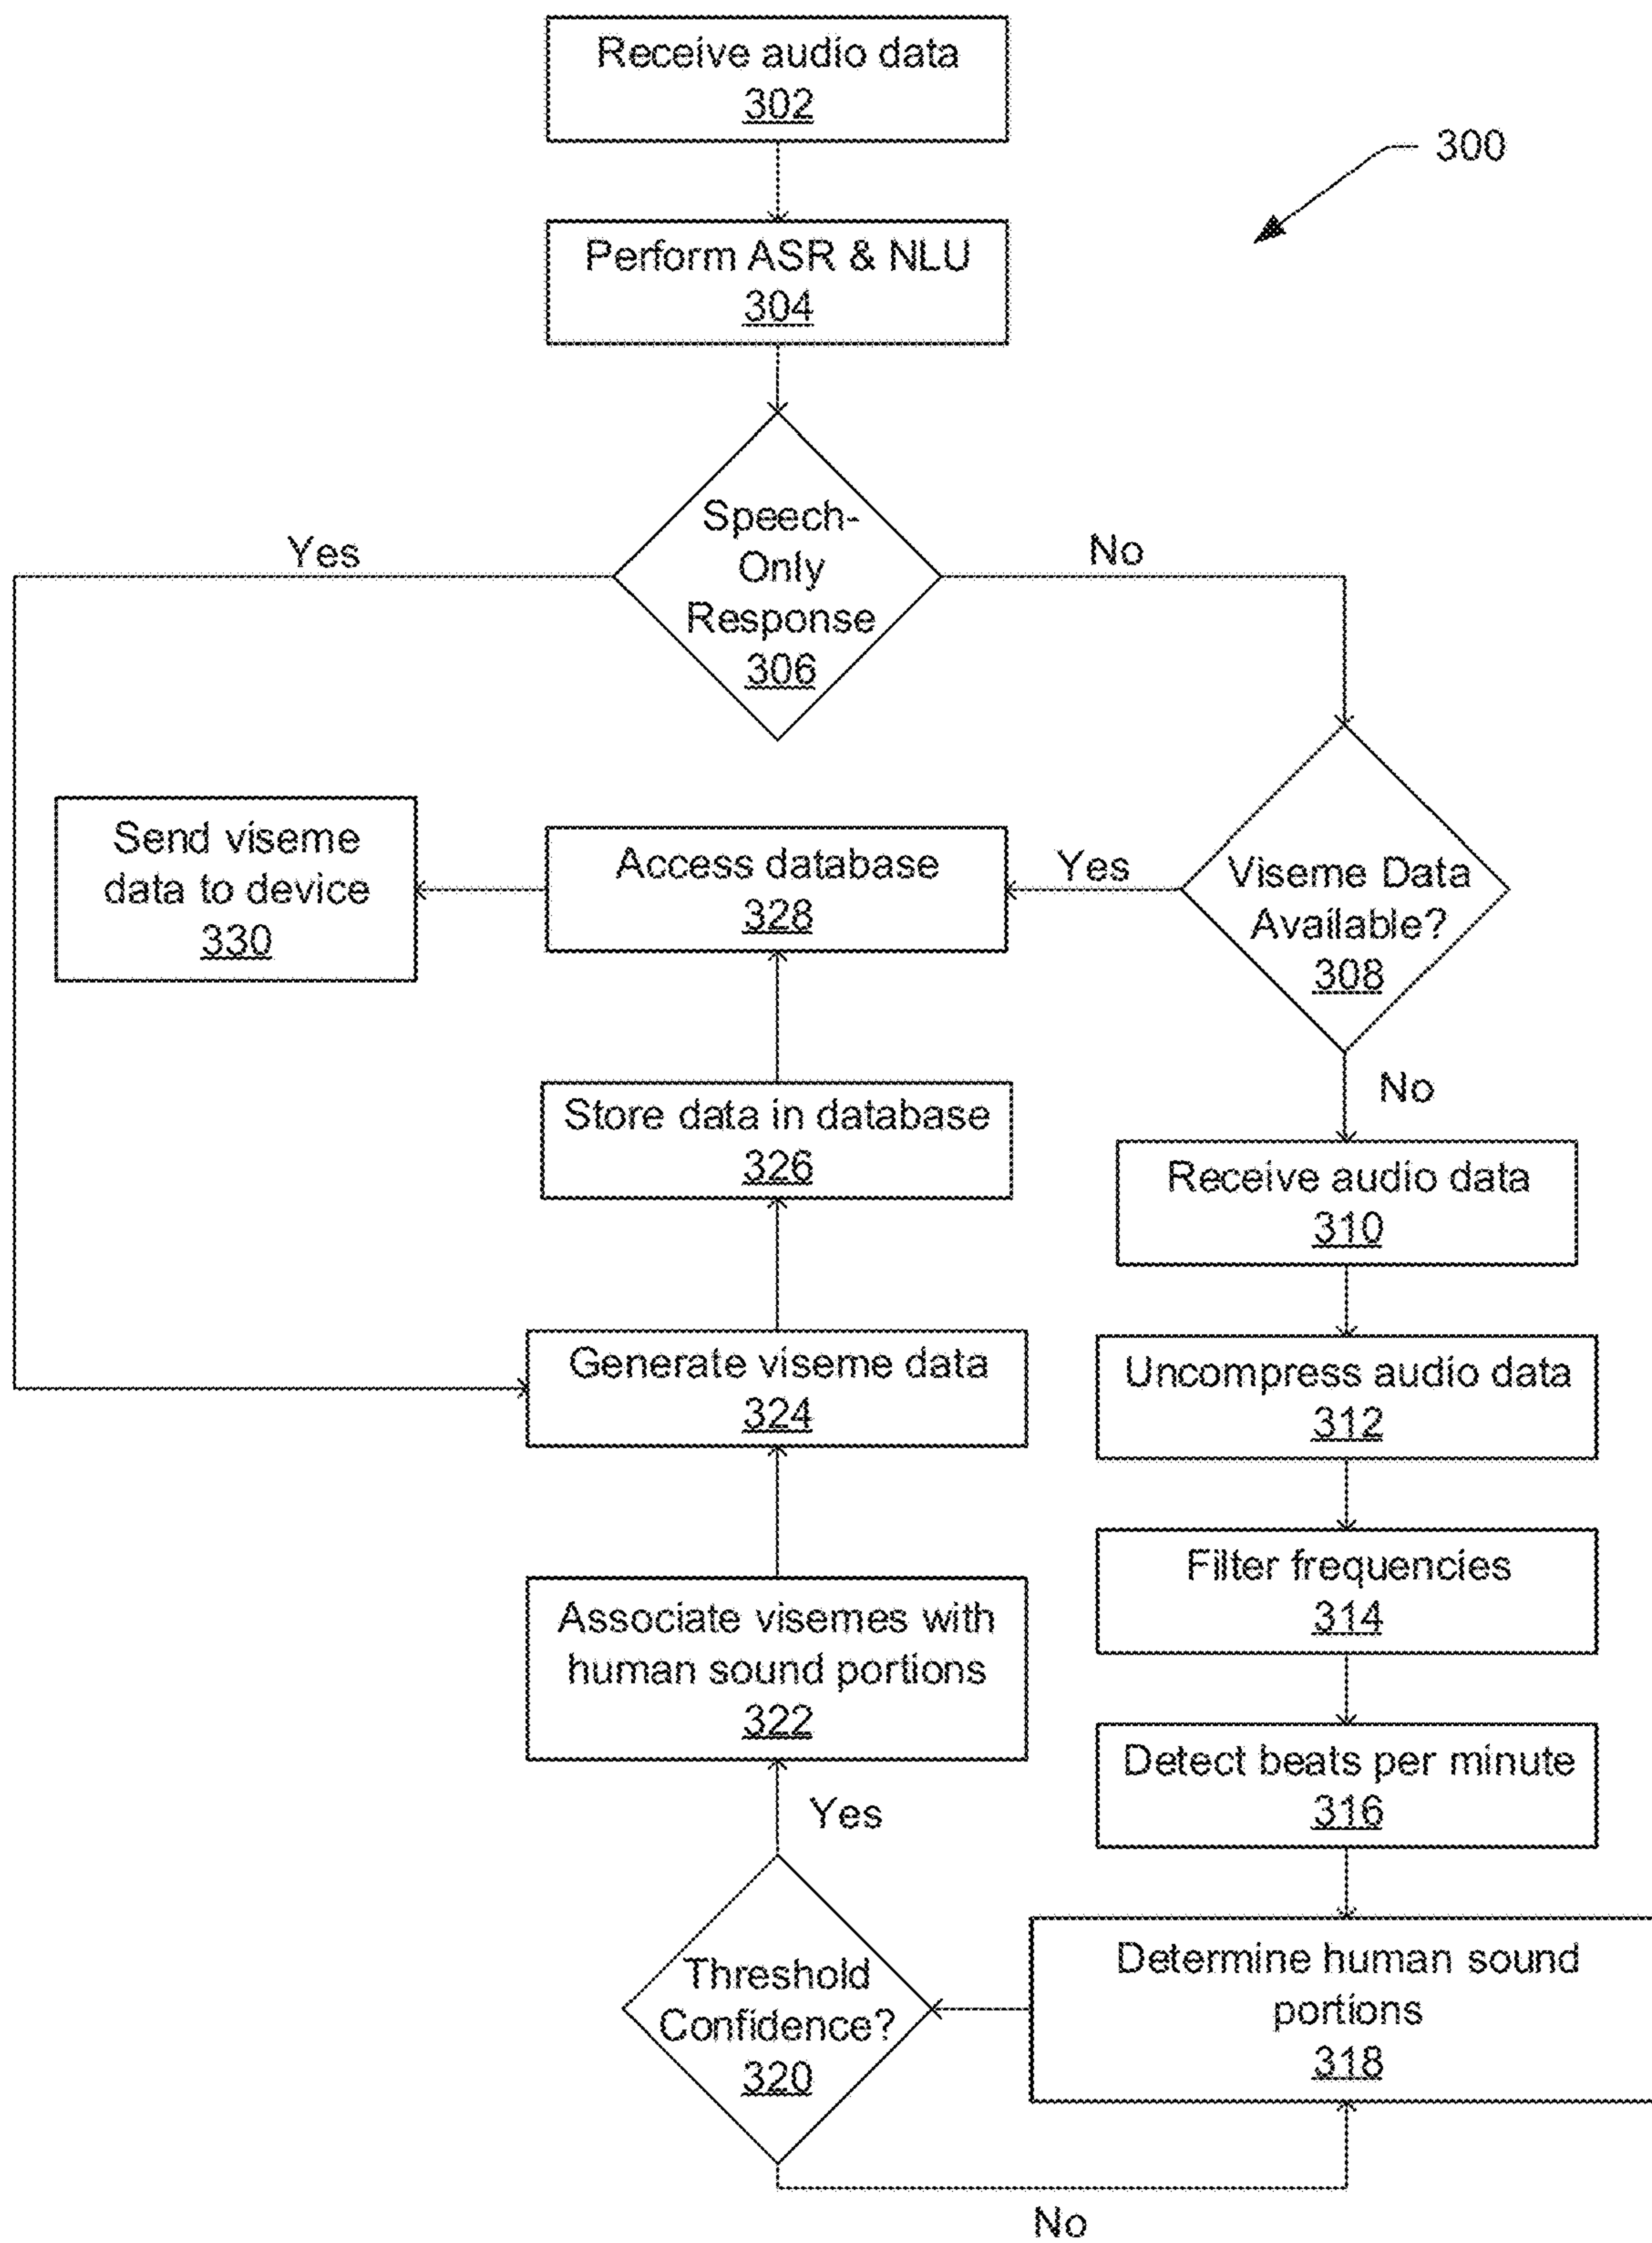 Receive audio data
302
300
Perform ASR & NLU
304
Speech-
Only
Response
306
Yes
No
Send viseme
data to device
330
Access database
328
Yes
Viseme Data
Available?
308
No
Store data in database
326
Receive audio data
310
Generate viseme data
324
Uncompress audio data
312
Filter frequencies
314
Associate visemes with
human sound portions
322
Detect beats per minute
316
Yes
Threshold
Confidence?
320
Determine human sound
portions
318
No